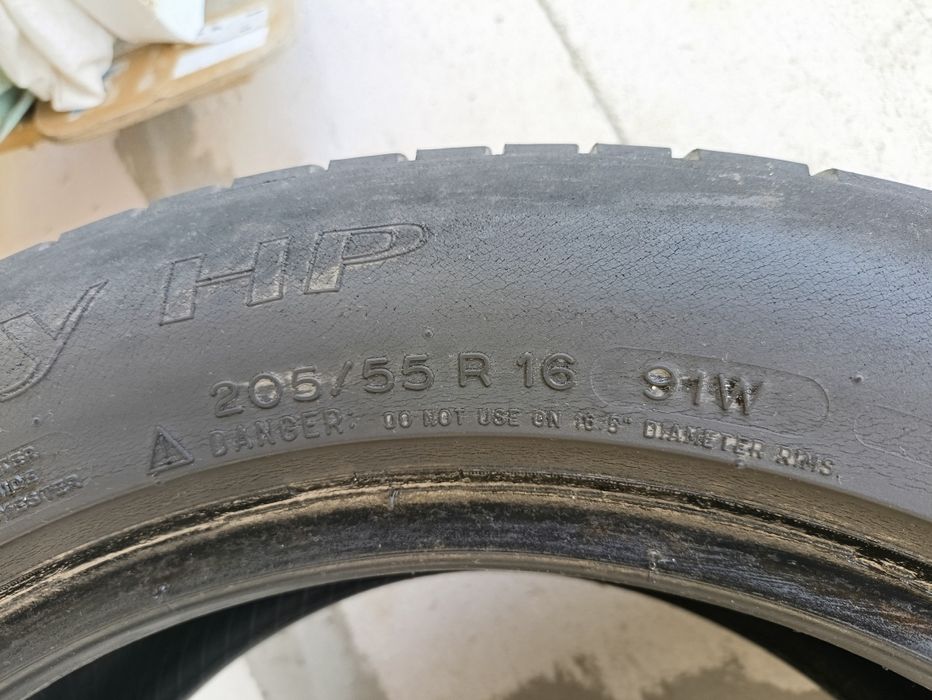 y HP
205/55 R 16 91W
DANGER: DO NOT USE ON 16.5" DIAMETER RIMS